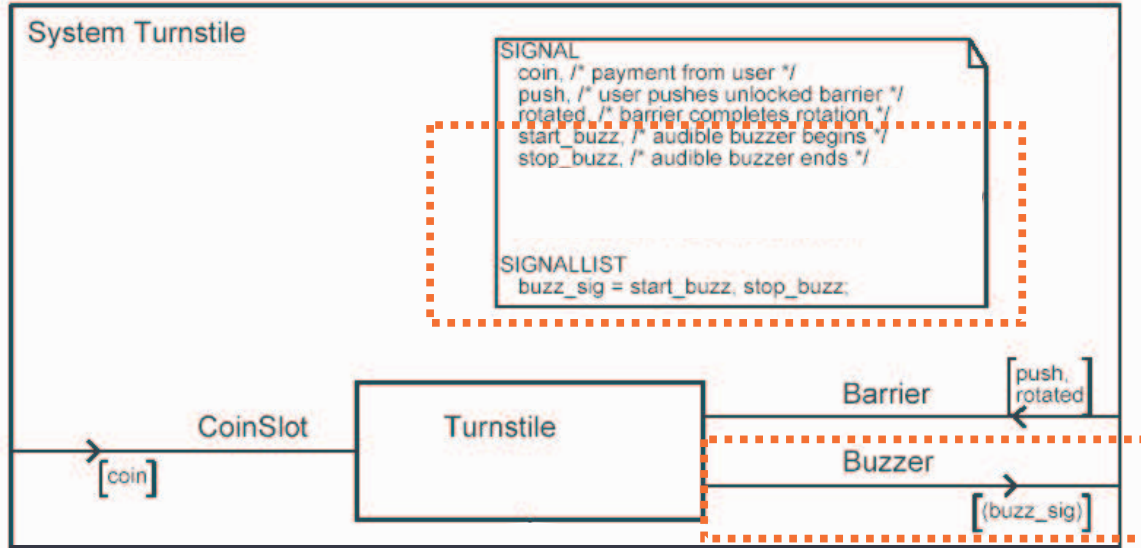 System Turnstile
SIGNAL
coin, /* payment from user */
push, /* user pushes unlocked barrier */
rotated, /* barrier completes rotation */
start_buzz, /* audible buzzer begins */
stop_buzz, /* audible buzzer ends */
SIGNALLIST
buzz_sig = start_buzz, stop_buzz;
CoinSlot
[coin]
Turnstile
Barrier
[push,
rotated]
Buzzer
[(buzz_sig)]